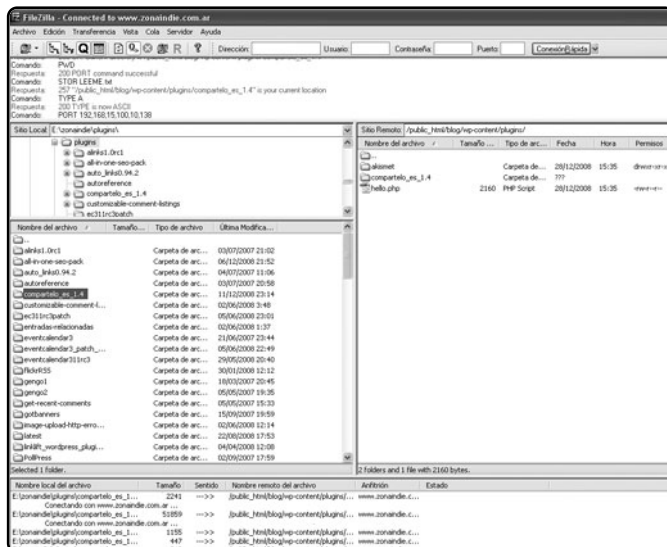 FileZilla - Connected to www.zonaindie.com.ar
Archivo Edición Transferencia Vista Cola Servidor Ayuda
Dirección: Usuario: Contraseña: Puerto: Conexión Rápida
Comando: PWD
Respuesta: 200 PORT command successful
Comando: STOR LEEME.txt
Respuesta: 257 "/public_html/blog/wp-content/plugins/compartelo_es_1.4" is your current location
Comando: TYPE A
Respuesta: 200 TYPE is now ASCII
Comando: PORT 192,168,15,100,10,138
Sitio Local: E:\zonaindie\plugins\
plugins
alinks1.0rc1
all-in-one-seo-pack
auto_links0.94.2
autoreference
compartelo_es_1.4
customizable-comment-listings
ec311rc3patch
Nombre del archivo Tamaño... Tipo de archivo Última Modifica...
..
alinks1.0rc1 Carpeta de arc... 03/07/2007 21:02
all-in-one-seo-pack Carpeta de arc... 06/12/2008 21:52
auto_links0.94.2 Carpeta de arc... 04/07/2007 11:06
autoreference Carpeta de arc... 03/07/2007 20:58
compartelo_es_1.4 Carpeta de arc... 11/12/2008 23:14
customizable-comment-l... Carpeta de arc... 02/06/2008 3:48
ec311rc3patch Carpeta de arc... 05/06/2008 23:01
entradas-relacionadas Carpeta de arc... 02/06/2008 1:37
eventcalendar3 Carpeta de arc... 21/06/2007 23:44
eventcalendar3_patch_... Carpeta de arc... 05/06/2008 22:49
eventcalendar311rc3 Carpeta de arc... 29/05/2008 20:40
flickrRSS Carpeta de arc... 30/01/2008 12:12
gengo1 Carpeta de arc... 18/03/2007 20:45
gengo2 Carpeta de arc... 05/05/2007 19:35
get-recent-comments Carpeta de arc... 05/05/2007 15:33
gotbanners Carpeta de arc... 15/09/2007 19:59
image-upload-http-erro... Carpeta de arc... 02/06/2008 12:14
latest Carpeta de arc... 22/08/2008 17:53
linklift_wordpress_plugi... Carpeta de arc... 04/04/2008 12:08
PollPress Carpeta de arc... 02/09/2007 17:59
Selected 1 folder.
Sitio Remoto: /public_html/blog/wp-content/plugins/
Nombre del archivo Tamaño ... Tipo de arc... Fecha Hora Permisos
..
akismet Carpeta de... 28/12/2008 15:35 drwxr-xr-x
compartelo_es_1.4 Carpeta de... ???
hello.php 2160 PHP Script 28/12/2008 15:35 -rw-r--r--
2 folders and 1 file with 2160 bytes.
Nombre local del archivo Tamaño Sentido Nombre remoto del archivo Anfitrión Estado
E:\zonaindie\plugins\compartelo_es_1... 2241 -->> /public_html/blog/wp-content/plugins/... www.zonaindie.c...
Conectando con www.zonaindie.com.ar ...
E:\zonaindie\plugins\compartelo_es_1... 51859 -->> /public_html/blog/wp-content/plugins/... www.zonaindie.c...
Conectando con www.zonaindie.com.ar ...
E:\zonaindie\plugins\compartelo_es_1... 1155 -->> /public_html/blog/wp-content/plugins/... www.zonaindie.c...
E:\zonaindie\plugins\compartelo_es_1... 447 -->> /public_html/blog/wp-content/plugins/... www.zonaindie.c...